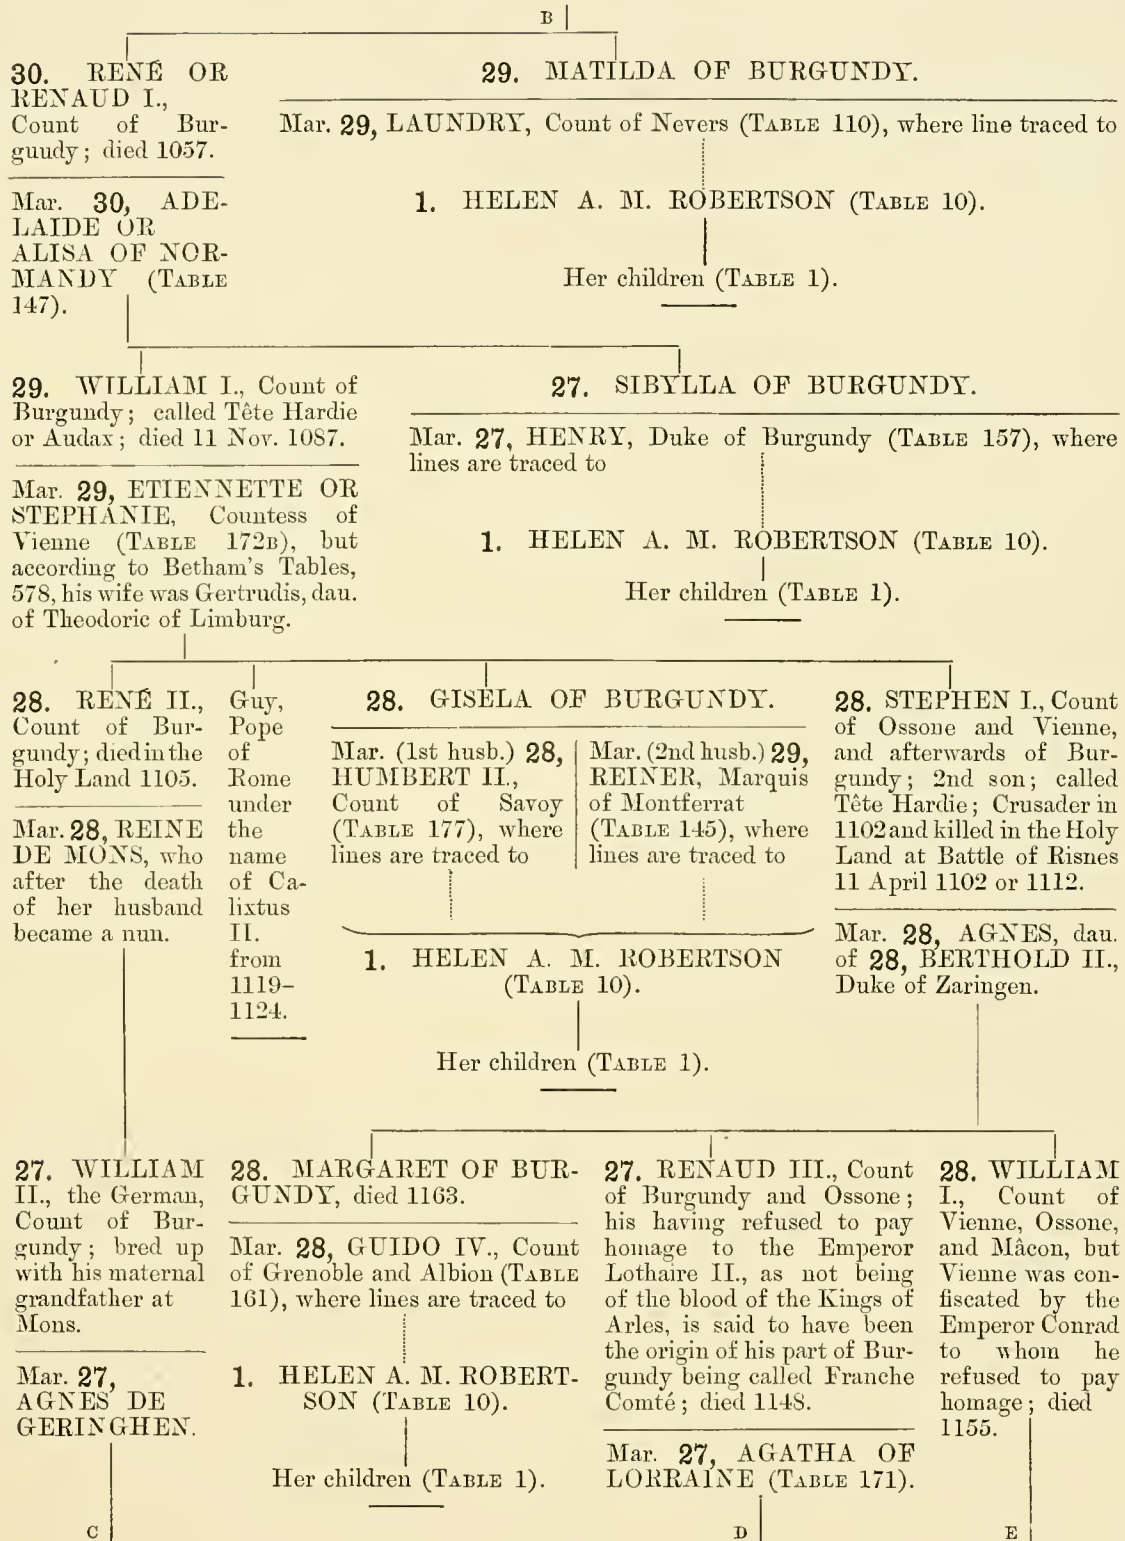 B
30. RENÉ OR
RENAUD I.,
Count of Bur-
guudy; died 1057.
Mar. 30, ADE-
LAIDE OR
ALISA OF NOR-
MANDY (TABLE
147).
29. MATILDA OF BURGUNDY.
Mar. 29, LAUNDRY, Count of Nevers (TABLE 110), where line traced to
1. HELEN A. M. ROBERTSON (TABLE 10).
Her children (TABLE 1).
29. WILLIAM I., Count of
Burgundy; called Tête Hardie
or Audax; died 11 Nov. 1087.
Mar. 29, ETIENNETTE OR
STEPHANIE, Countess of
Vienne (TABLE 172B), but
according to Betham's Tables,
578, his wife was Gertrudis, dau.
of Theodoric of Limburg.
27. SIBYLLA OF BURGUNDY.
Mar. 27, HENRY, Duke of Burgundy (TABLE 157), where
lines are traced to
1. HELEN A. M. ROBERTSON (TABLE 10).
Her children (TABLE 1).
28. RENÉ II.,
Count of Bur-
gundy; died in the
Holy Land 1105.
Mar. 28, REINE
DE MONS, who
after the death
of her husband
became a nun.
Guy,
Pope
of
Rome
under
the
name
of Ca-
lixtus
II.
from
1119–
1124.
28. GISELA OF BURGUNDY.
Mar. (1st husb.) 28,
HUMBERT II.,
Count of Savoy
(TABLE 177), where
lines are traced to
Mar. (2nd husb.) 29,
REINER, Marquis
of Montferrat
(TABLE 145), where
lines are traced to
1. HELEN A. M. ROBERTSON
(TABLE 10).
Her children (TABLE 1).
28. STEPHEN I., Count
of Ossone and Vienne,
and afterwards of Bur-
gundy; 2nd son; called
Tête Hardie; Crusader in
1102 and killed in the Holy
Land at Battle of Risnes
11 April 1102 or 1112.
Mar. 28, AGNES, dau.
of 28, BERTHOLD II.,
Duke of Zaringen.
27. WILLIAM
II., the German,
Count of Bur-
gundy; bred up
with his maternal
grandfather at
Mons.
Mar. 27,
AGNES DE
GERINGHEN.
C
28. MARGARET OF BUR-
GUNDY, died 1163.
Mar. 28, GUIDO IV., Count
of Grenoble and Albion (TABLE
161), where lines are traced to
1. HELEN A. M. ROBERT-
SON (TABLE 10).
Her children (TABLE 1).
27. RENAUD III., Count
of Burgundy and Ossone;
his having refused to pay
homage to the Emperor
Lothaire II., as not being
of the blood of the Kings of
Arles, is said to have been
the origin of his part of Bur-
gundy being called Franche
Comté; died 1148.
Mar. 27, AGATHA OF
LORRAINE (TABLE 171).
D
28. WILLIAM
I., Count of
Vienne, Ossone,
and Mâcon, but
Vienne was con-
fiscated by the
Emperor Conrad
to whom he
refused to pay
homage; died
1155.
E